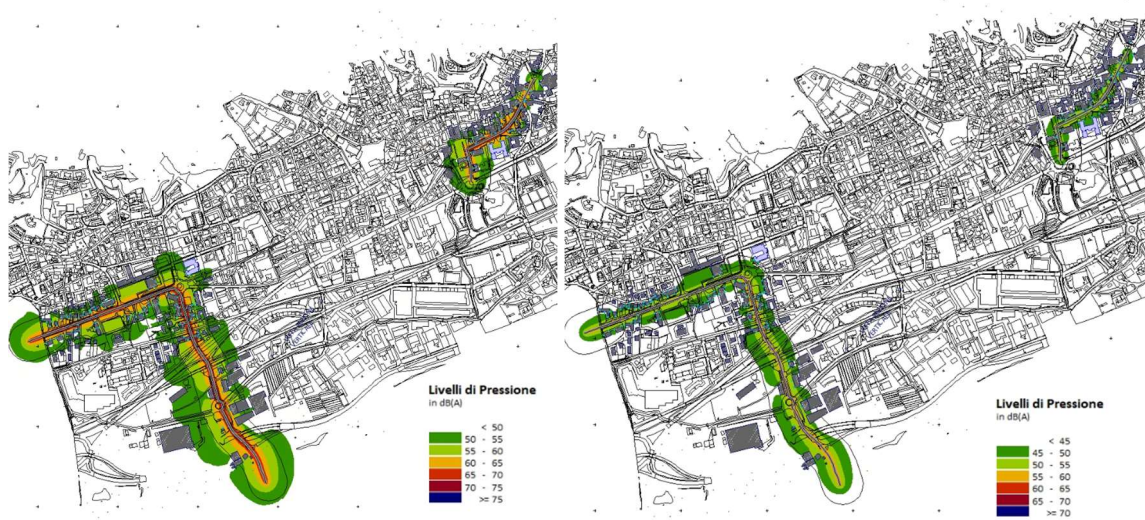 Livelli di Pressione
in dB(A)
< 50
50 - 55
55 - 60
60 - 65
65 - 70
70 - 75
>= 75
Livelli di Pressione
in dB(A)
< 45
45 - 50
50 - 55
55 - 60
60 - 65
65 - 70
>= 70